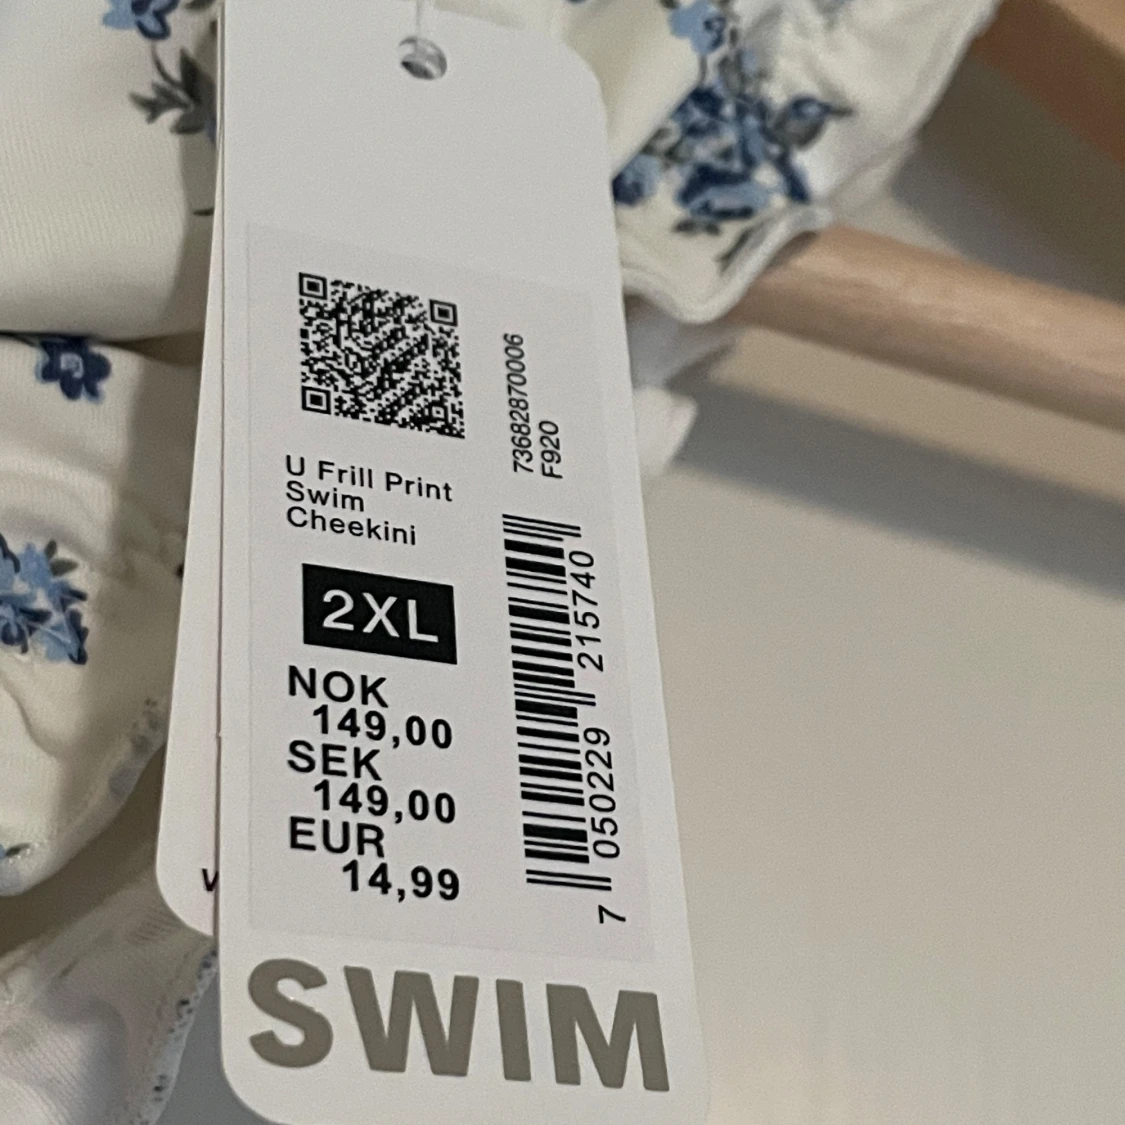 73682870006
F920
U Frill Print
Swim
Cheekini
2XL
NOK
149,00
SEK
149,00
EUR
14,99
7 050229 215740
SWIM